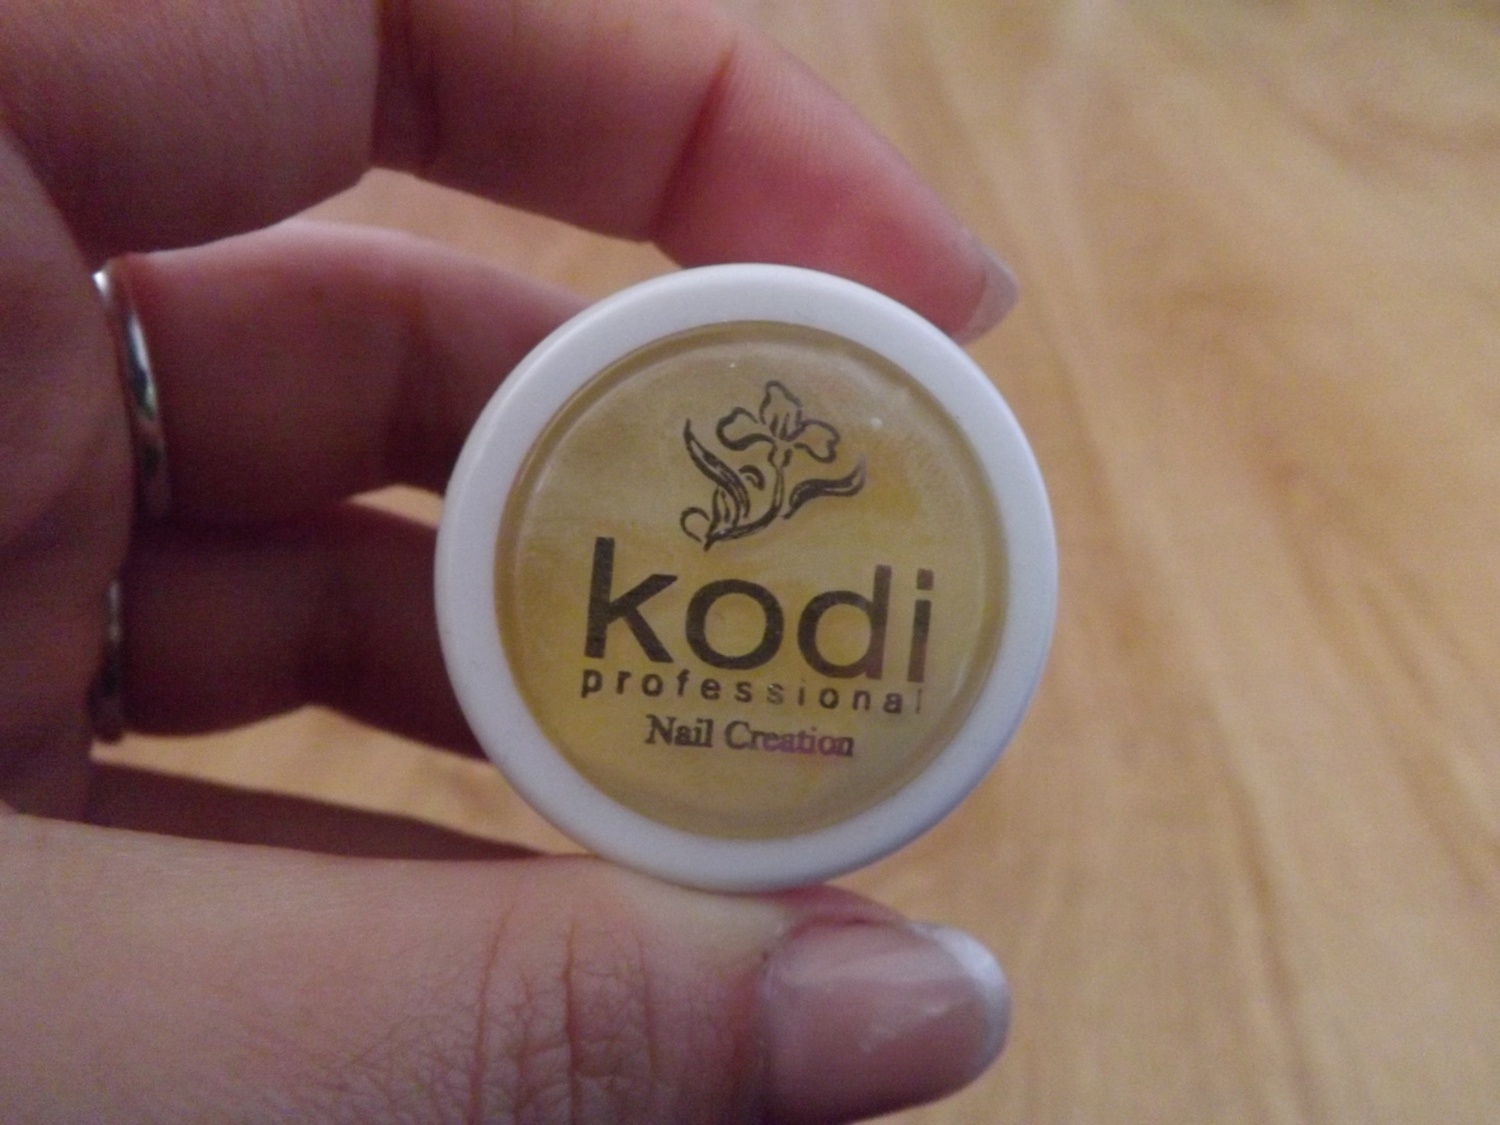 kodi
professional
Nail Creation